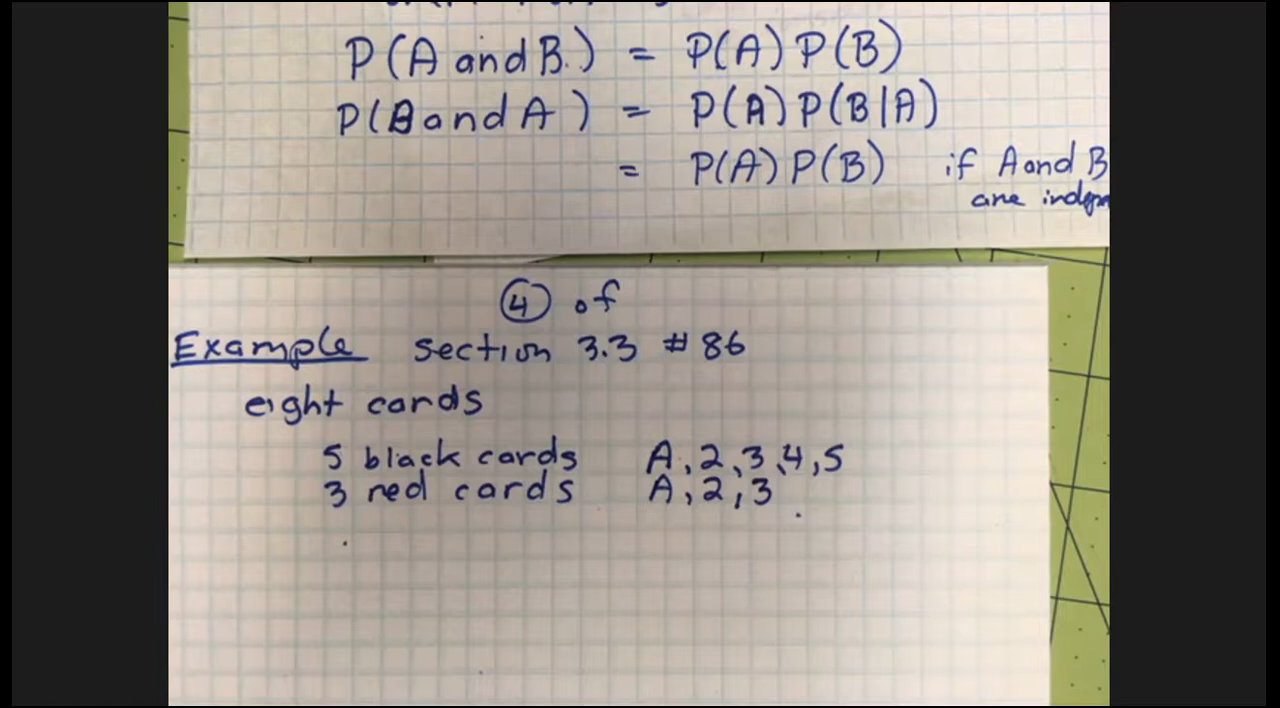 P(A and B) = P(A) P(B)
P(B and A) = P(A) P(B|A)
= P(A) P(B) if A and B
are
④ of
Example section 3.3 #86
eight cards
5 black cards A, 2, 3, 4, 5
3 red cards A, 2, 3